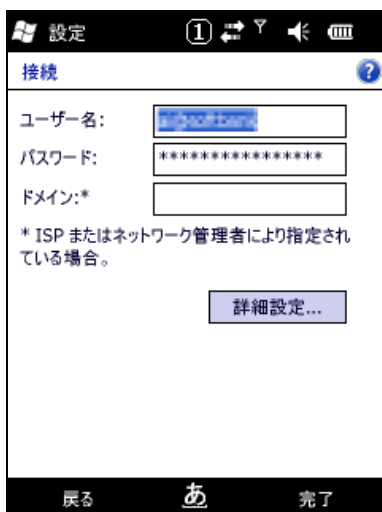 設定
1
接続
?
ユーザー名:
パスワード: ****************
ドメイン:*
* ISP またはネットワーク管理者により指定され
ている場合。
詳細設定...
戻る あ 完了